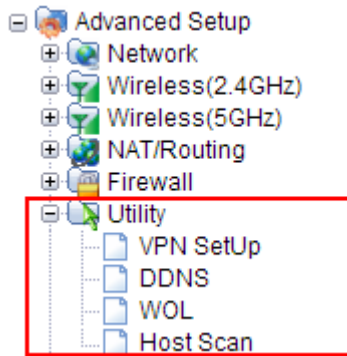 Advanced Setup
Network
Wireless(2.4GHz)
Wireless(5GHz)
NAT/Routing
Firewall
Utility
VPN SetUp
DDNS
WOL
Host Scan